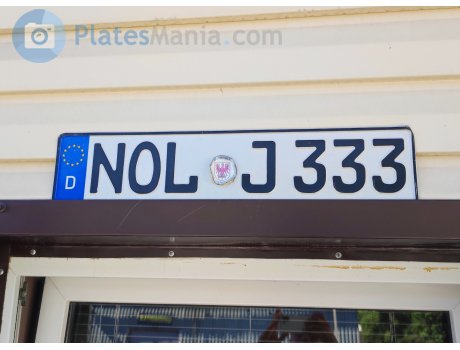 PlatesMania.com
D
NOL J 333